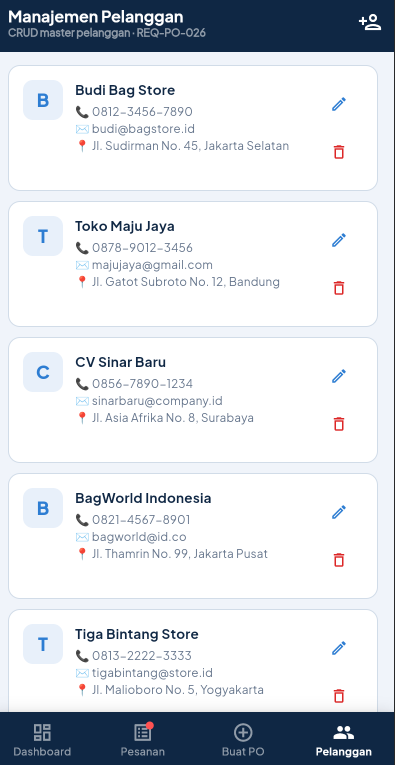 Manajemen Pelanggan
CRUD master pelanggan · REQ-PO-026
B
Budi Bag Store
0812-3456-7890
budi@bagstore.id
Jl. Sudirman No. 45, Jakarta Selatan
T
Toko Maju Jaya
0878-9012-3456
majujaya@gmail.com
Jl. Gatot Subroto No. 12, Bandung
C
CV Sinar Baru
0856-7890-1234
sinarbaru@company.id
Jl. Asia Afrika No. 8, Surabaya
B
BagWorld Indonesia
0821-4567-8901
bagworld@id.co
Jl. Thamrin No. 99, Jakarta Pusat
T
Tiga Bintang Store
0813-2222-3333
tigabintang@store.id
Jl. Malioboro No. 5, Yogyakarta
Dashboard
Pesanan
Buat PO
Pelanggan